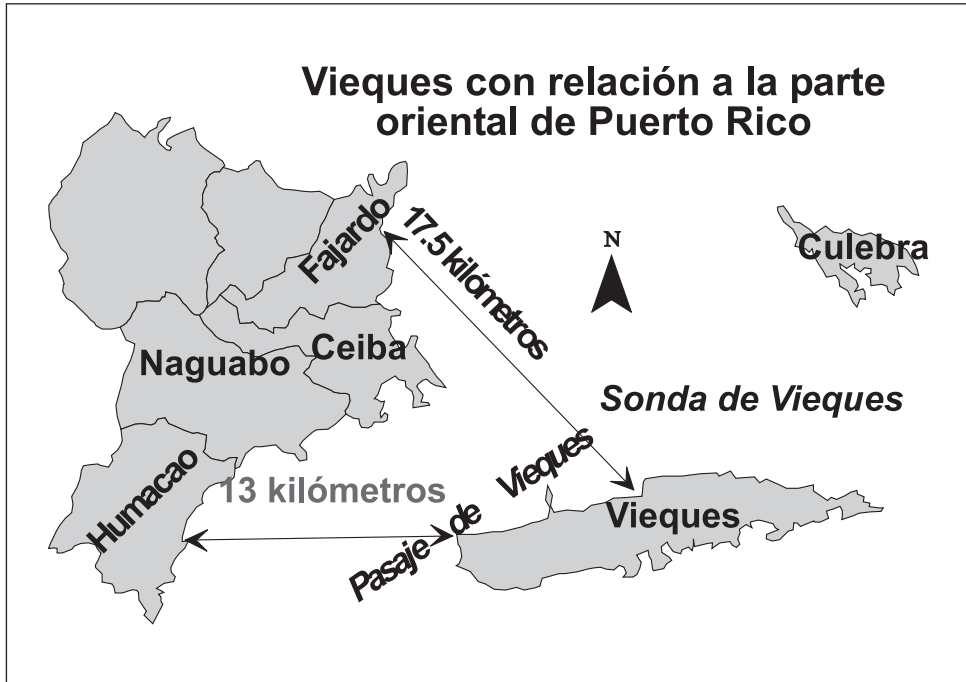 Vieques con relación a la parte
oriental de Puerto Rico
Fajardo
17.5 kilómetros
N
Culebra
Naguabo
Ceiba
Sonda de Vieques
Humacao
13 kilómetros
Pasaje de Vieques
Vieques